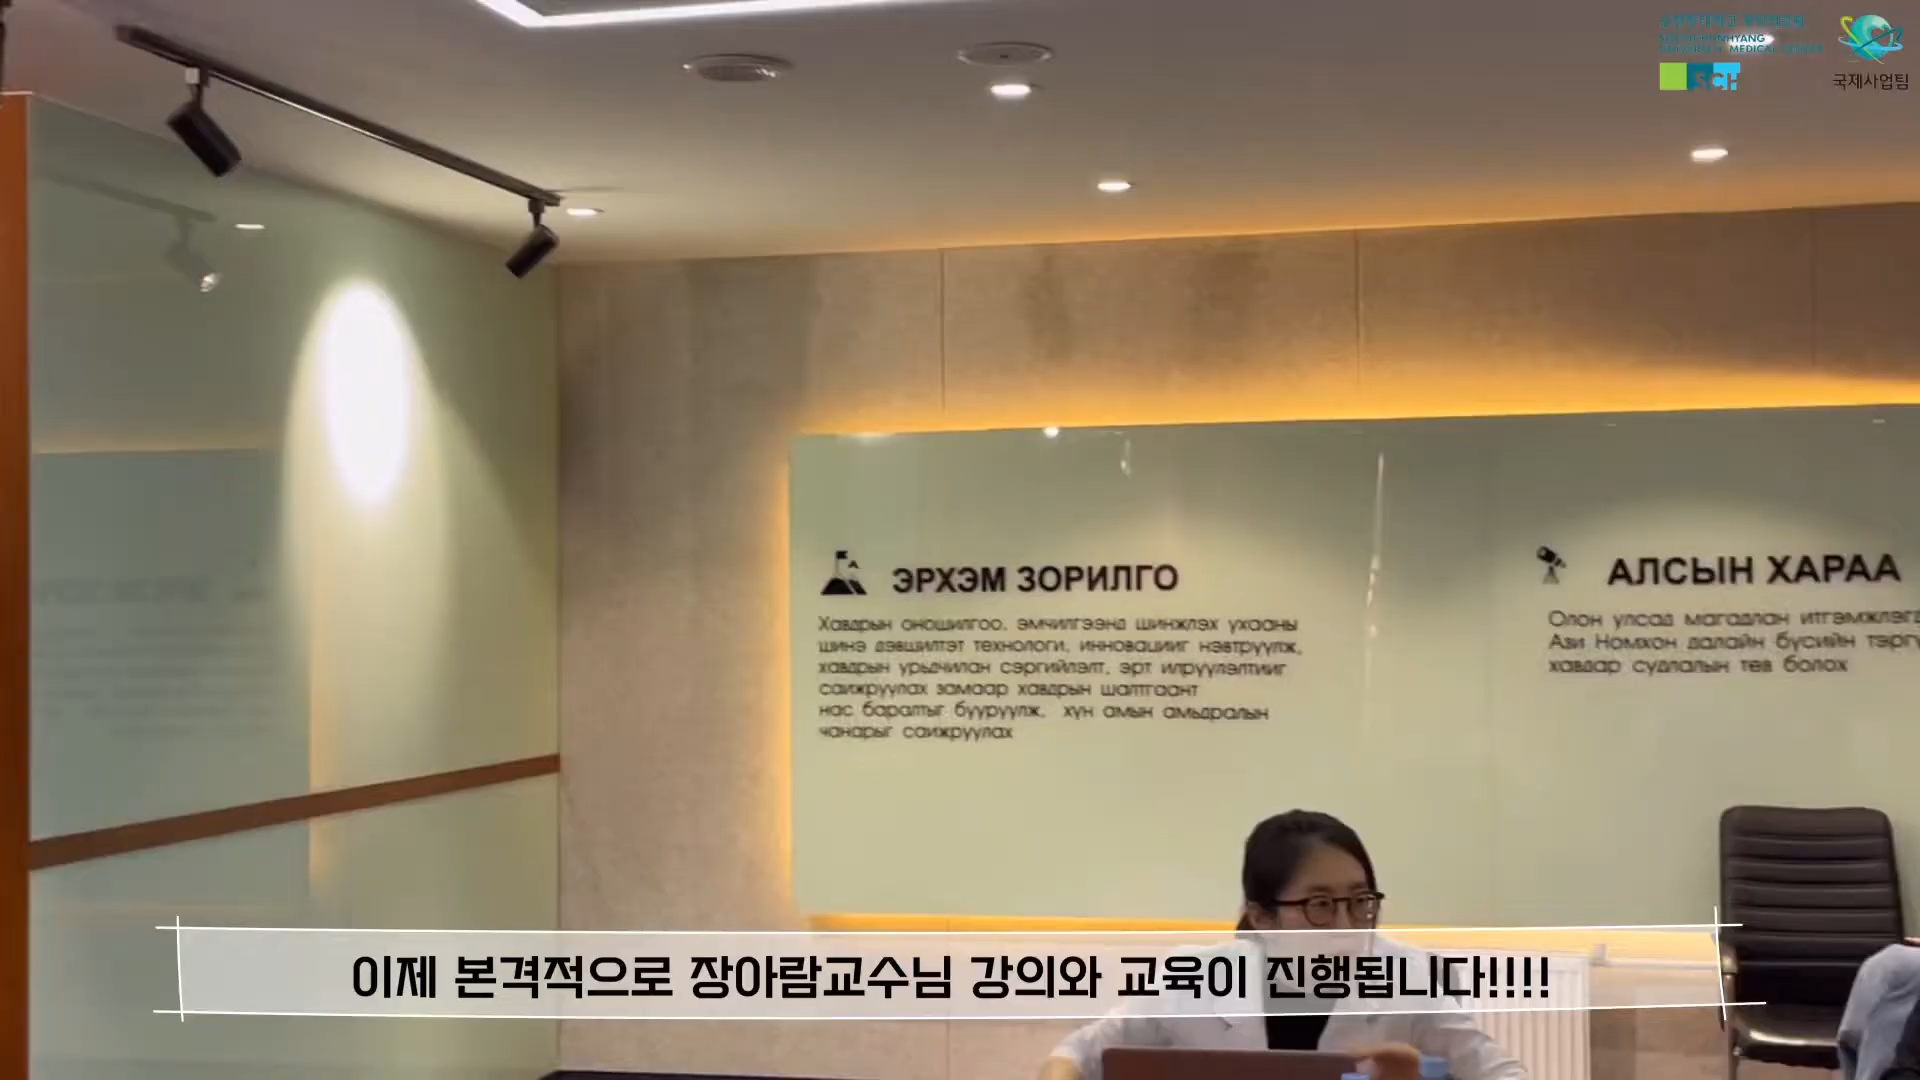 국제사업팀
ЭРХЭМ ЗОРИЛГО
Хавдрын оношилгоо, эмчилгээнд шинжлэх ухааны
шинэ дэвшилтэт технологи, инновациийг нэвтрүүлж,
хавдрын урьдчилан сэргийлэлт, эрт илрүүлэлтийг
сайжруулах замаар хавдрын шалтгаант
нас баралтыг бууруулж, хүн амын амьдралын
чанарыг сайжруулах
АЛСЫН ХАРАА
Олон улсад магадлан
Ази Номхон далайн бүсийн
хавдар судлалын төв болох
이제 본격적으로 장아람교수님 강의와 교육이 진행됩니다!!!!